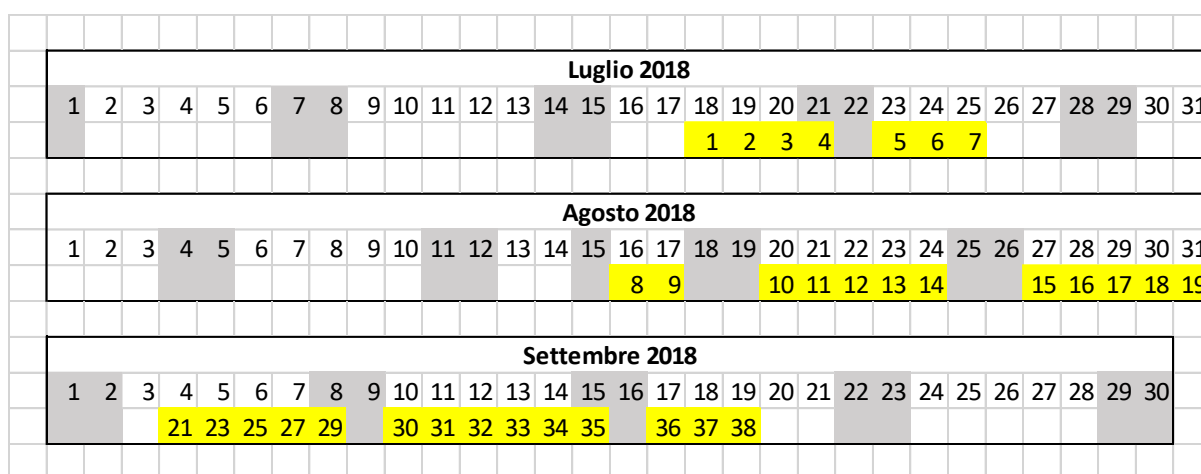 Luglio 2018
1 2 3 4 5 6 7 8 9 10 11 12 13 14 15 16 17 18 19 20 21 22 23 24 25 26 27 28 29 30 31
1 2 3 4 5 6 7
Agosto 2018
1 2 3 4 5 6 7 8 9 10 11 12 13 14 15 16 17 18 19 20 21 22 23 24 25 26 27 28 29 30 31
8 9 10 11 12 13 14 15 16 17 18 19
Settembre 2018
1 2 3 4 5 6 7 8 9 10 11 12 13 14 15 16 17 18 19 20 21 22 23 24 25 26 27 28 29 30
21 23 25 27 29 30 31 32 33 34 35 36 37 38